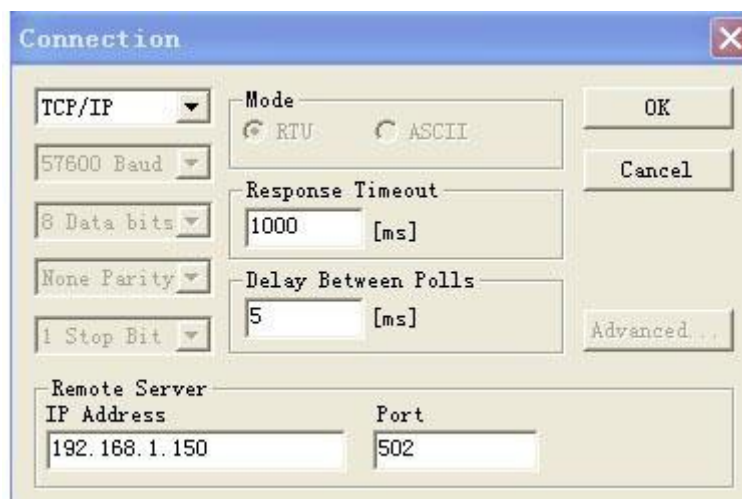 Connection
TCP/IP
57600 Baud
8 Data bits
None Parity
1 Stop Bit
Mode
RTU ASCII
Response Timeout
1000 [ms]
Delay Between Polls
5 [ms]
OK
Cancel
Advanced...
Remote Server
IP Address Port
192.168.1.150 502